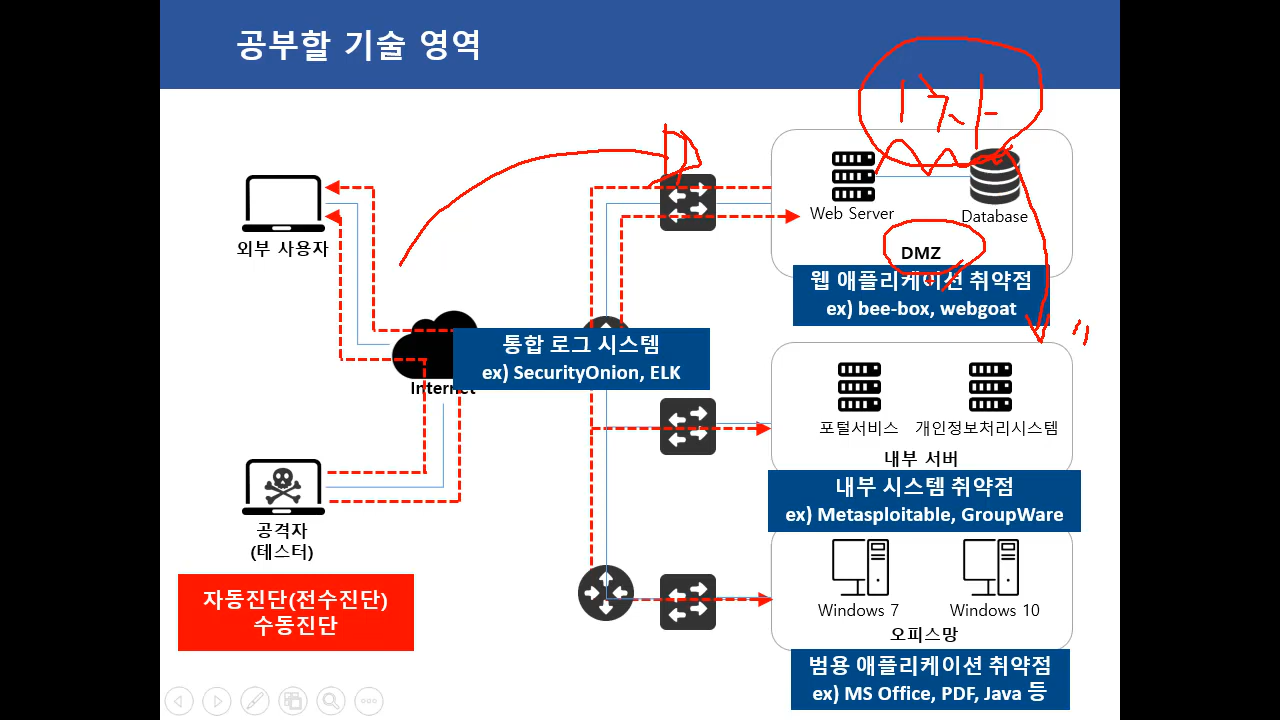 공부할 기술 영역
외부 사용자
Internet
공격자
(테스터)
자동진단(전수진단)
수동진단
통합 로그 시스템
ex) SecurityOnion, ELK
Web Server
Database
DMZ
웹 애플리케이션 취약점
ex) bee-box, webgoat
포털서비스
개인정보처리시스템
내부 서버
내부 시스템 취약점
ex) Metasploitable, GroupWare
Windows 7
Windows 10
오피스망
범용 애플리케이션 취약점
ex) MS Office, PDF, Java 등